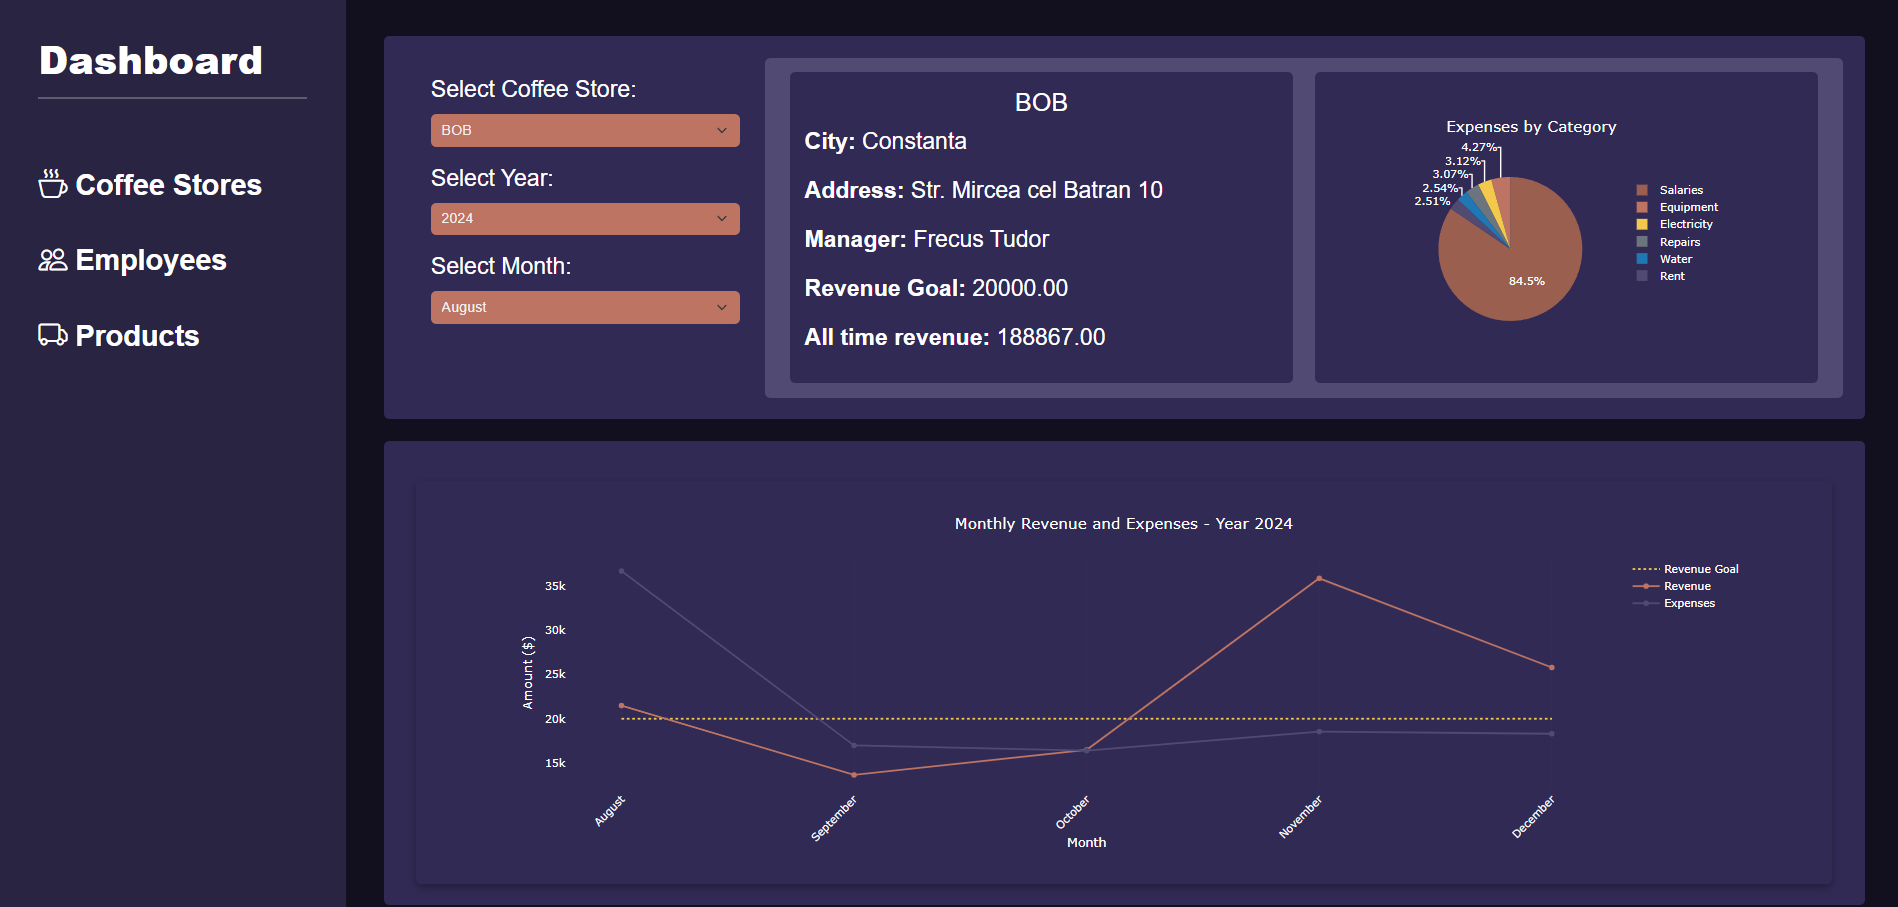 Dashboard
Coffee Stores
Employees
Products
Select Coffee Store:
BOB
Select Year:
2024
Select Month:
August
BOB
City: Constanta
Address: Str. Mircea cel Batran 10
Manager: Frecus Tudor
Revenue Goal: 20000.00
All time revenue: 188867.00
Expenses by Category
4.27%
3.12%
3.07%
2.54%
2.51%
84.5%
Salaries
Equipment
Electricity
Repairs
Water
Rent
Monthly Revenue and Expenses - Year 2024
Revenue Goal
Revenue
Expenses
Amount ($)
35k
30k
25k
20k
15k
August
September
October
November
December
Month